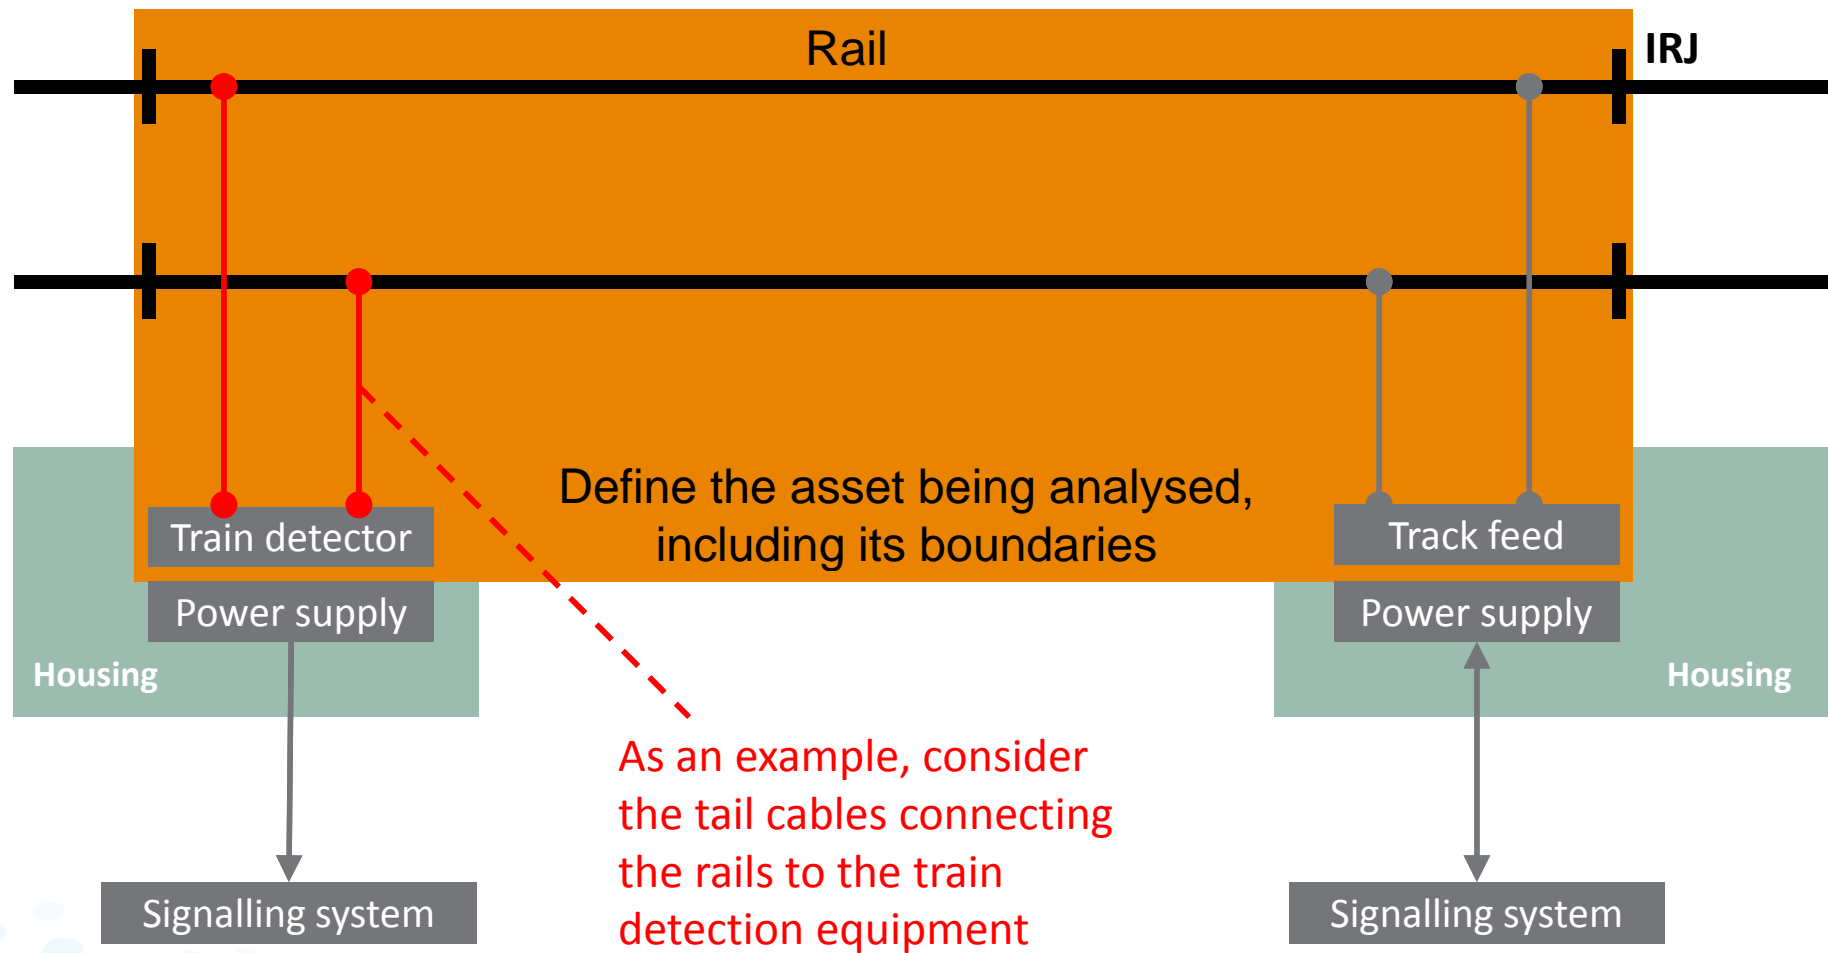 Rail
IRJ
Define the asset being analysed,
including its boundaries
Train detector
Track feed
Power supply
Power supply
Housing
Housing
As an example, consider
the tail cables connecting
the rails to the train
detection equipment
Signalling system
Signalling system